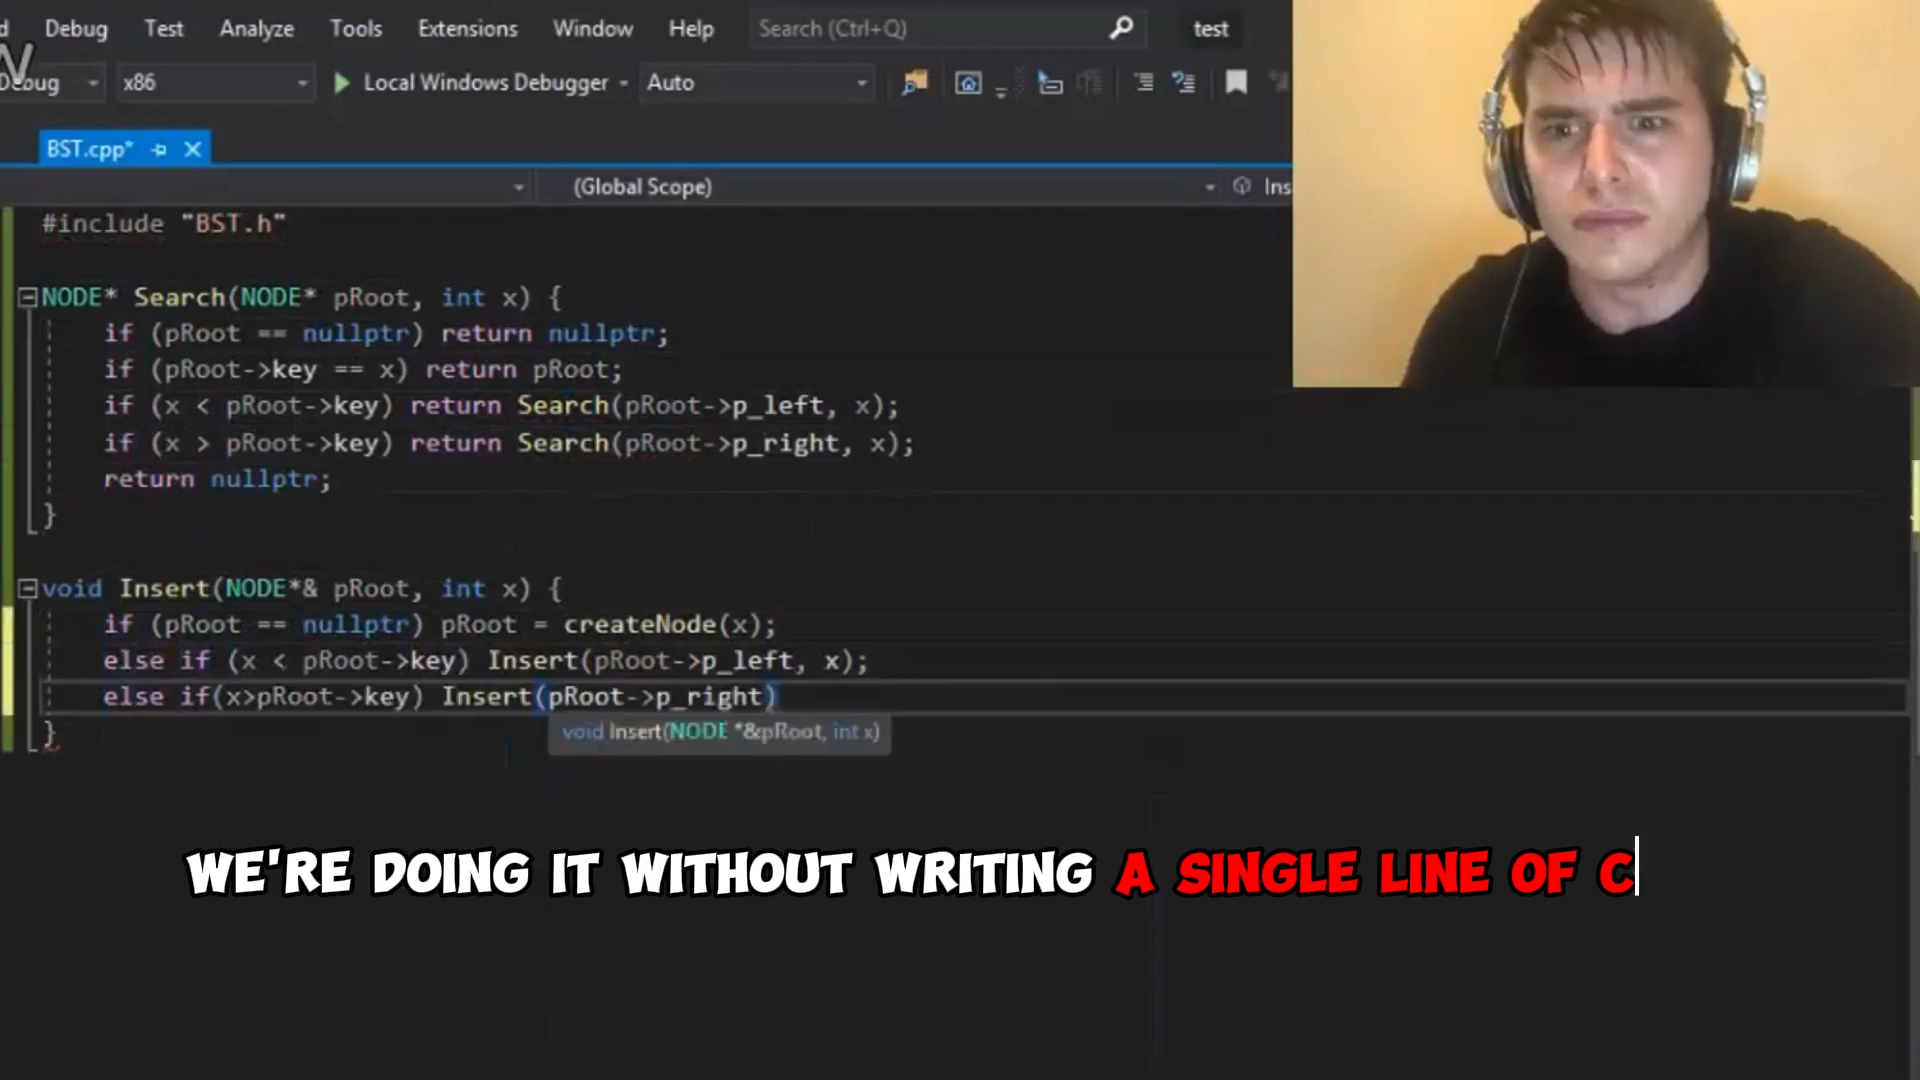 Debug Test Analyze Tools Extensions Window Help Search (Ctrl+Q) test
Debug x86 Local Windows Debugger Auto
BST.cpp*
(Global Scope) Ins
#include "BST.h"
NODE* Search(NODE* pRoot, int x) {
if (pRoot == nullptr) return nullptr;
if (pRoot->key == x) return pRoot;
if (x < pRoot->key) return Search(pRoot->p_left, x);
if (x > pRoot->key) return Search(pRoot->p_right, x);
return nullptr;
}
void Insert(NODE*& pRoot, int x) {
if (pRoot == nullptr) pRoot = createNode(x);
else if (x < pRoot->key) Insert(pRoot->p_left, x);
else if(x>pRoot->key) Insert(pRoot->p_right)
void Insert(NODE *&pRoot, int x)
}
WE'RE DOING IT WITHOUT WRITING A SINGLE LINE OF C